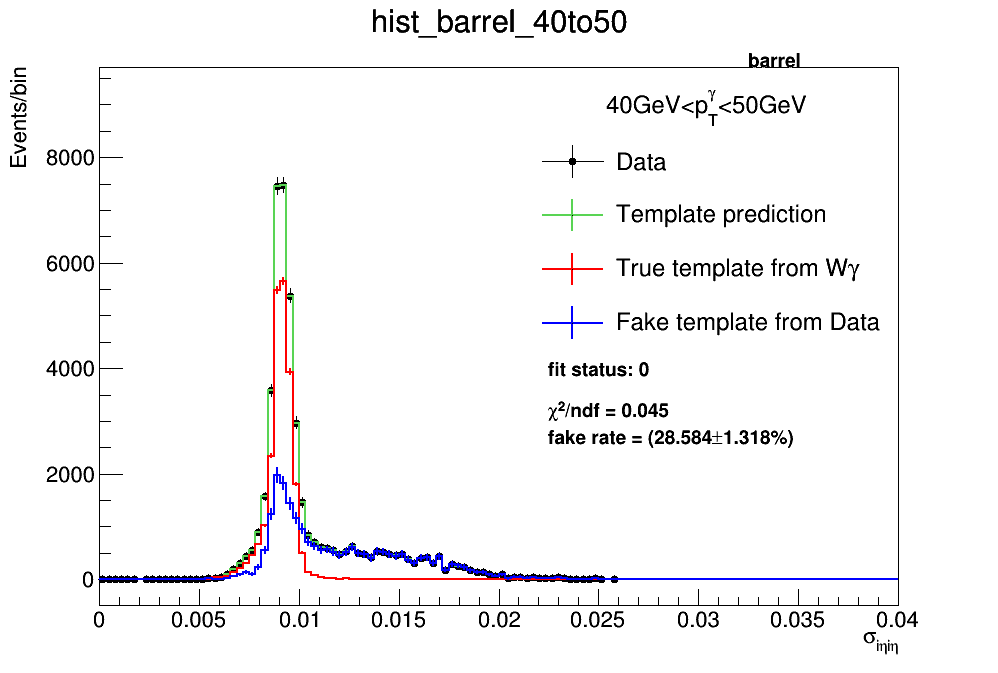 hist_barrel_40to50
barrel
Events/bin
40GeV<p_T^γ<50GeV
Data
Template prediction
True template from Wγ
Fake template from Data
fit status: 0
χ²/ndf = 0.045
fake rate = (28.584±1.318%)
8000
6000
4000
2000
0
0 0.005 0.01 0.015 0.02 0.025 0.03 0.035 0.04
σ_iηiη